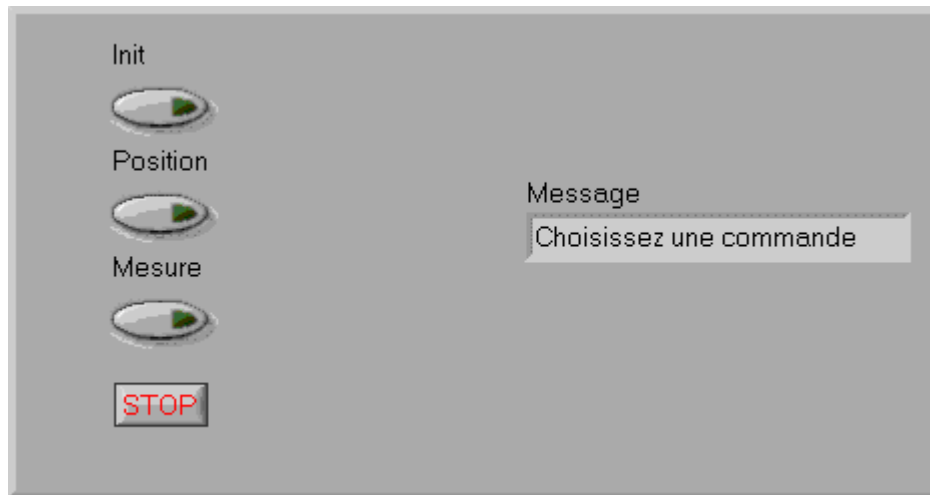 Init
Position
Mesure
STOP
Message
Choisissez une commande